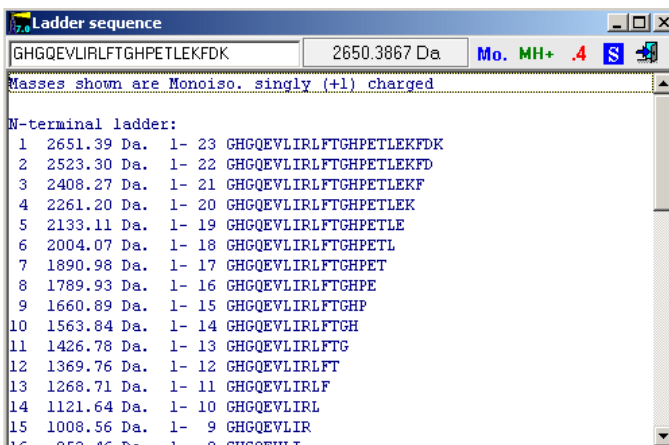 7.0 Ladder sequence
GHGQEVLIRLFTGHPETLEKFDK 2650.3867 Da Mo. MH+ .4 S
Masses shown are Monoiso. singly (+1) charged
N-terminal ladder:
1 2651.39 Da. 1- 23 GHGQEVLIRLFTGHPETLEKFDK
2 2523.30 Da. 1- 22 GHGQEVLIRLFTGHPETLEKFD
3 2408.27 Da. 1- 21 GHGQEVLIRLFTGHPETLEKF
4 2261.20 Da. 1- 20 GHGQEVLIRLFTGHPETLEK
5 2133.11 Da. 1- 19 GHGQEVLIRLFTGHPETLE
6 2004.07 Da. 1- 18 GHGQEVLIRLFTGHPETL
7 1890.98 Da. 1- 17 GHGQEVLIRLFTGHPET
8 1789.93 Da. 1- 16 GHGQEVLIRLFTGHPE
9 1660.89 Da. 1- 15 GHGQEVLIRLFTGHP
10 1563.84 Da. 1- 14 GHGQEVLIRLFTGH
11 1426.78 Da. 1- 13 GHGQEVLIRLFTG
12 1369.76 Da. 1- 12 GHGQEVLIRLFT
13 1268.71 Da. 1- 11 GHGQEVLIRLF
14 1121.64 Da. 1- 10 GHGQEVLIRL
15 1008.56 Da. 1- 9 GHGQEVLIR